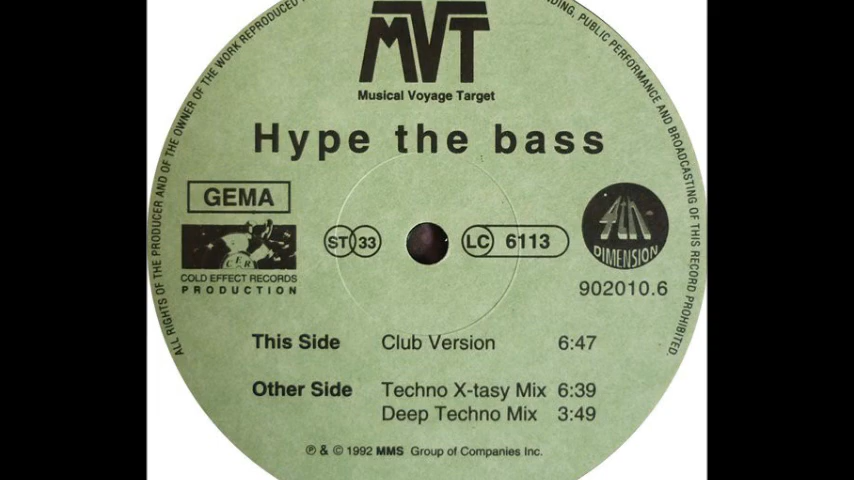 ALL RIGHTS OF THE PRODUCER AND OF THE OWNER OF THE WORK REPRODUCED
DING, PUBLIC PERFORMANCE AND BROADCASTING OF THIS RECORD PROHIBITED
MVT
Musical Voyage Target
Hype the bass
GEMA
ST 33
LC 6113
4th
DIMENSION
CER
COLD EFFECT RECORDS
PRODUCTION
902010.6
This Side Club Version 6:47
Other Side Techno X-tasy Mix 6:39
Deep Techno Mix 3:49
℗ & © 1992 MMS Group of Companies Inc.